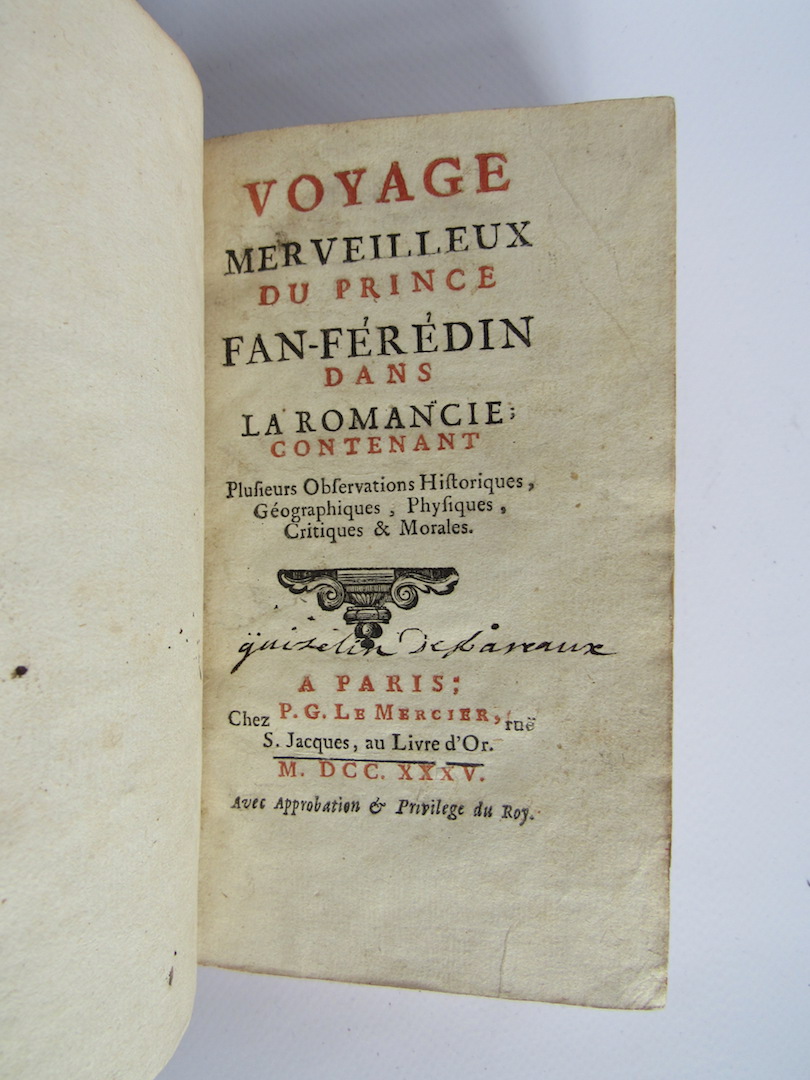 VOYAGE
MERVEILLEUX
DU PRINCE
FAN-FÉRÉDIN
DANS
LA ROMANCIE;
CONTENANT
Pluſieurs Obſervations Hiſtoriques,
Géographiques, Phyſiques,
Critiques & Morales.
A PARIS;
Chez P. G. LE MERCIER, ruë
S. Jacques, au Livre d'Or.
M. DCC. XXXV.
Avec Approbation & Privilege du Roy.